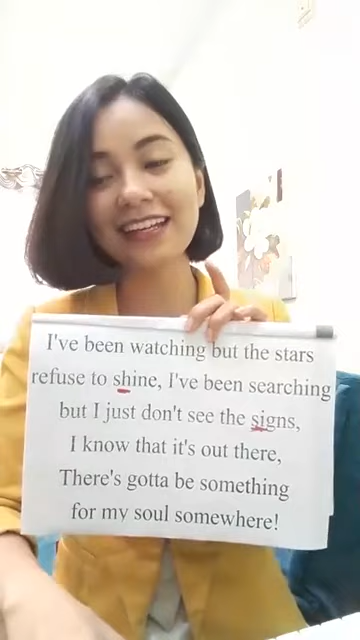 I've been watching but the stars
refuse to shine, I've been searching
but I just don't see the signs,
I know that it's out there,
There's gotta be something
for my soul somewhere!